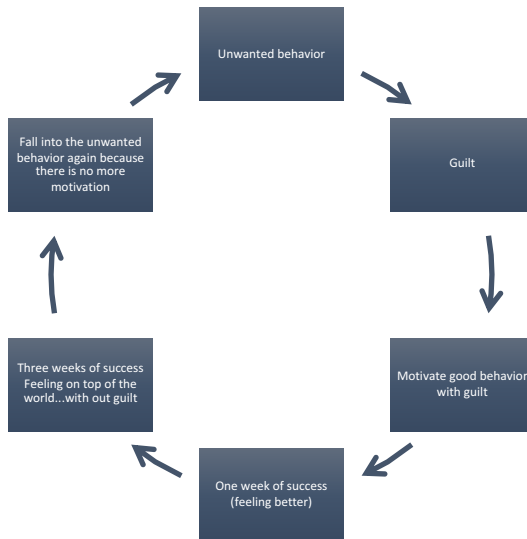 Unwanted behavior
Guilt
Motivate good behavior
with guilt
One week of success
(feeling better)
Three weeks of success
Feeling on top of the
world...with out guilt
Fall into the unwanted
behavior again because
there is no more
motivation